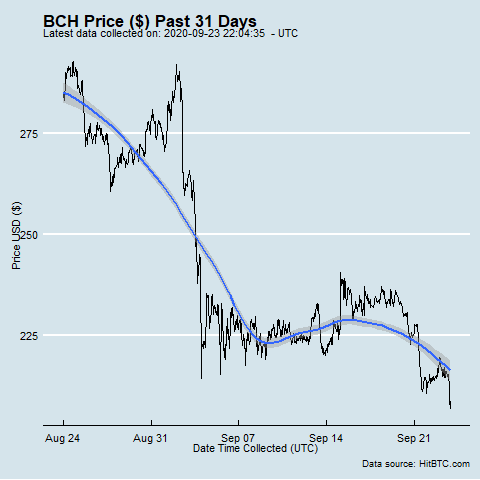 BCH Price ($) Past 31 Days
Latest data collected on: 2020-09-23 22:04:35 - UTC
275
250
225
Price USD ($)
Aug 24 Aug 31 Sep 07 Sep 14 Sep 21
Date Time Collected (UTC)
Data source: HitBTC.com